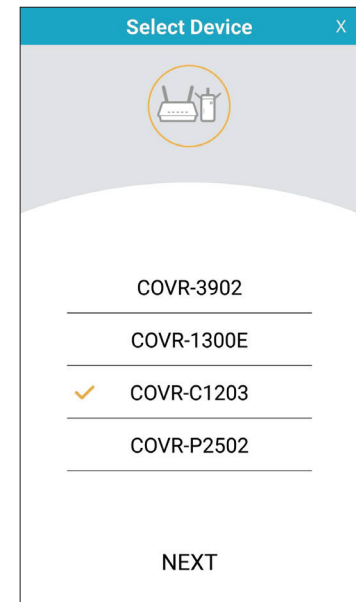 Select Device X
COVR-3902
COVR-1300E
COVR-C1203
COVR-P2502
NEXT